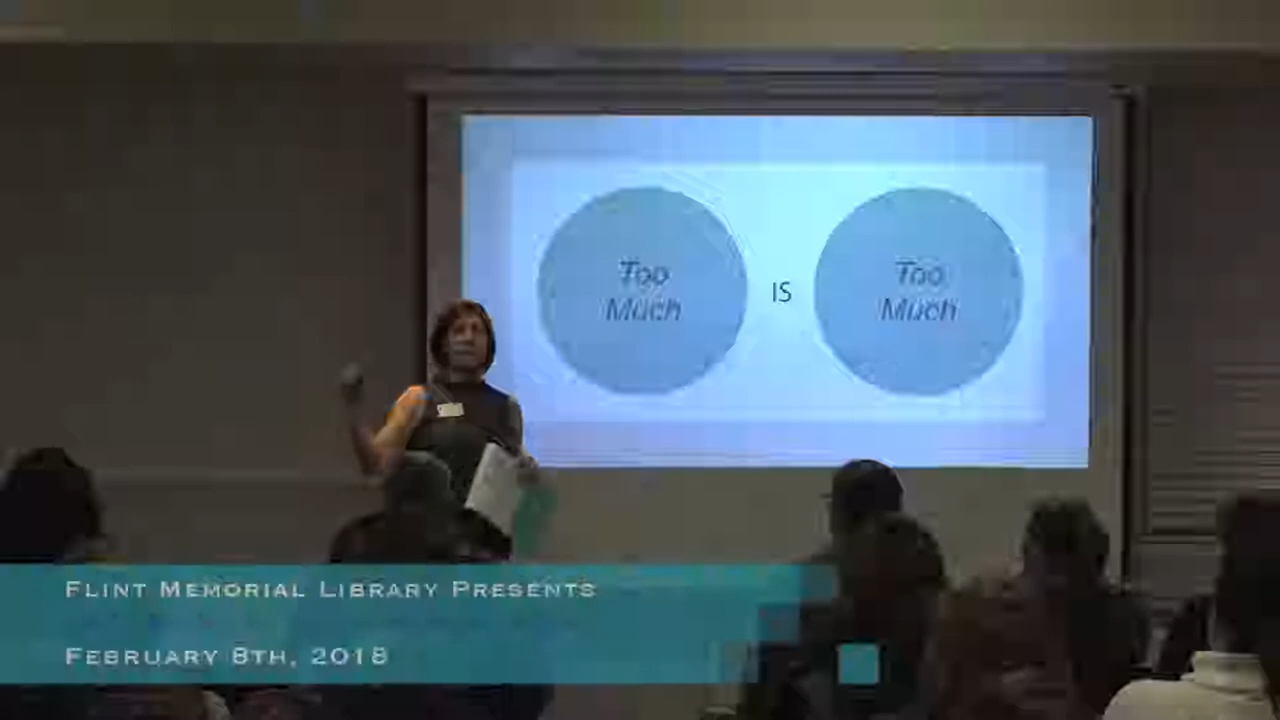 Too
Much
IS
Too
Much
FLINT MEMORIAL LIBRARY PRESENTS
FEBRUARY 8TH, 2018